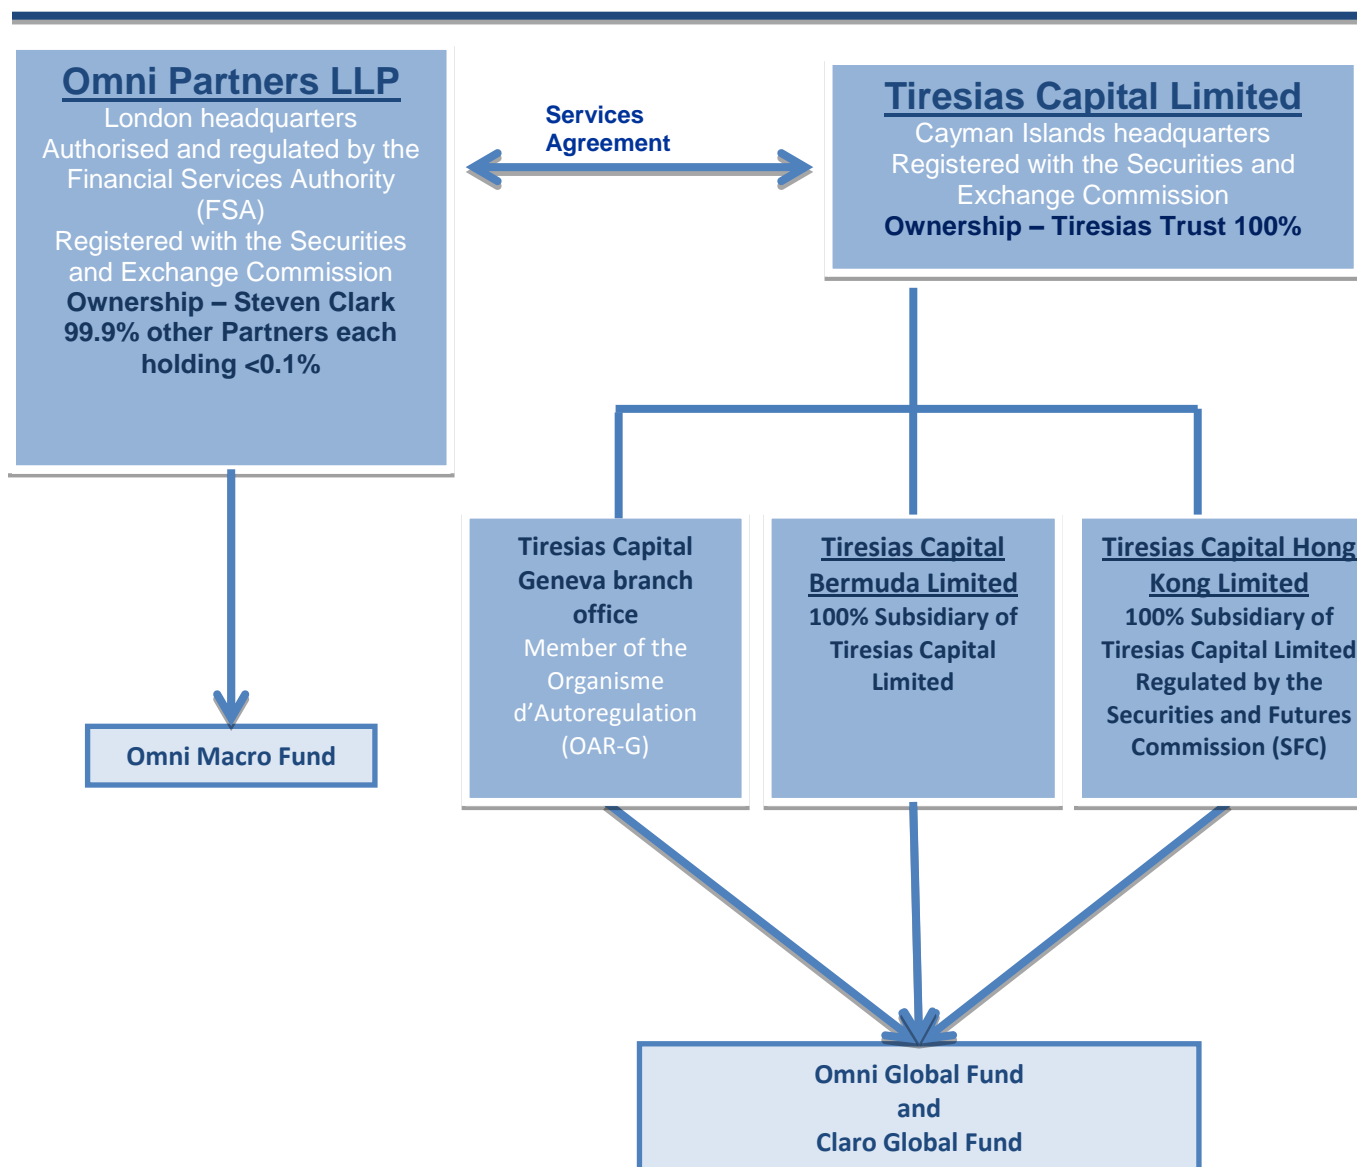 Omni Partners LLP
London headquarters
Authorised and regulated by the
Financial Services Authority
(FSA)
Registered with the Securities
and Exchange Commission
Ownership – Steven Clark
99.9% other Partners each
holding <0.1%
Services
Agreement
Tiresias Capital Limited
Cayman Islands headquarters
Registered with the Securities and
Exchange Commission
Ownership – Tiresias Trust 100%
Tiresias Capital
Geneva branch
office
Member of the
Organisme
d’Autoregulation
(OAR-G)
Tiresias Capital
Bermuda Limited
100% Subsidiary of
Tiresias Capital
Limited
Tiresias Capital Hong
Kong Limited
100% Subsidiary of
Tiresias Capital Limited
Regulated by the
Securities and Futures
Commission (SFC)
Omni Macro Fund
Omni Global Fund
and
Claro Global Fund